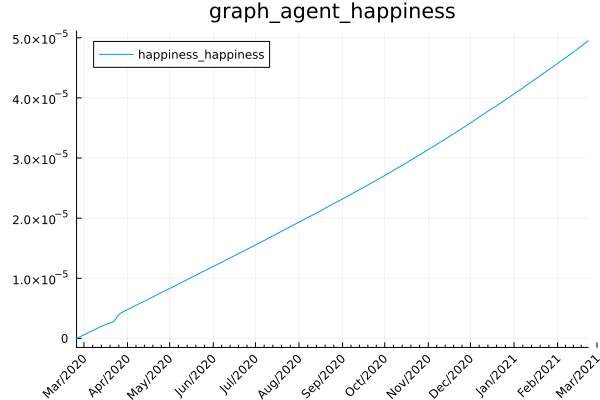 graph_agent_happiness
happiness_happiness
5.0×10⁻⁵
4.0×10⁻⁵
3.0×10⁻⁵
2.0×10⁻⁵
1.0×10⁻⁵
0
Mar/2020
Apr/2020
May/2020
Jun/2020
Jul/2020
Aug/2020
Sep/2020
Oct/2020
Nov/2020
Dec/2020
Jan/2021
Feb/2021
Mar/2021